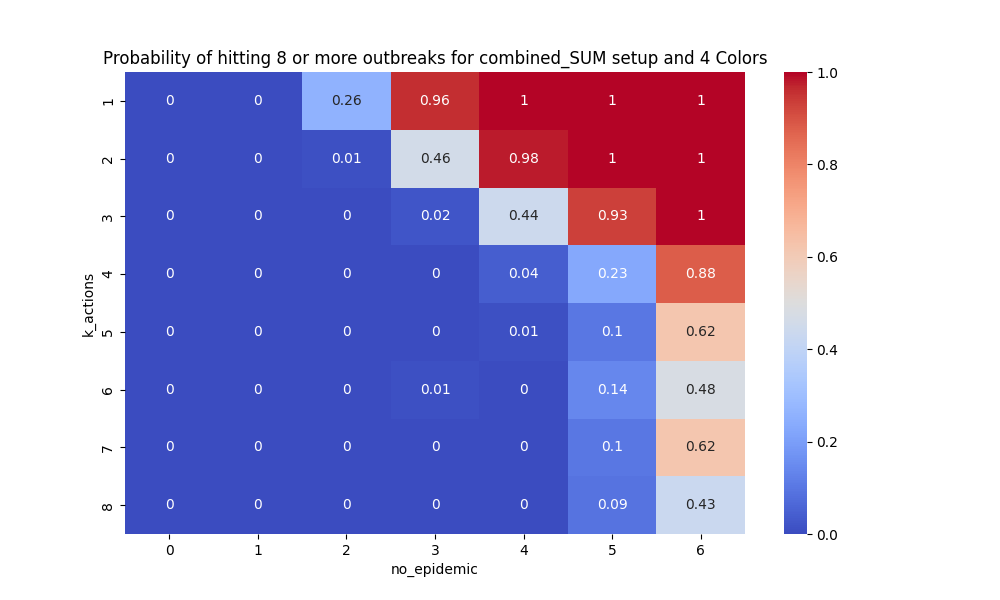 Probability of hitting 8 or more outbreaks for combined_SUM setup and 4 Colors
1 0 0 0.26 0.96 1 1 1
2 0 0 0.01 0.46 0.98 1 1
3 0 0 0 0.02 0.44 0.93 1
4 0 0 0 0 0.04 0.23 0.88
5 0 0 0 0 0.01 0.1 0.62
6 0 0 0 0.01 0 0.14 0.48
7 0 0 0 0 0 0.1 0.62
8 0 0 0 0 0 0.09 0.43
k_actions
0 1 2 3 4 5 6
no_epidemic
1.0
0.8
0.6
0.4
0.2
0.0